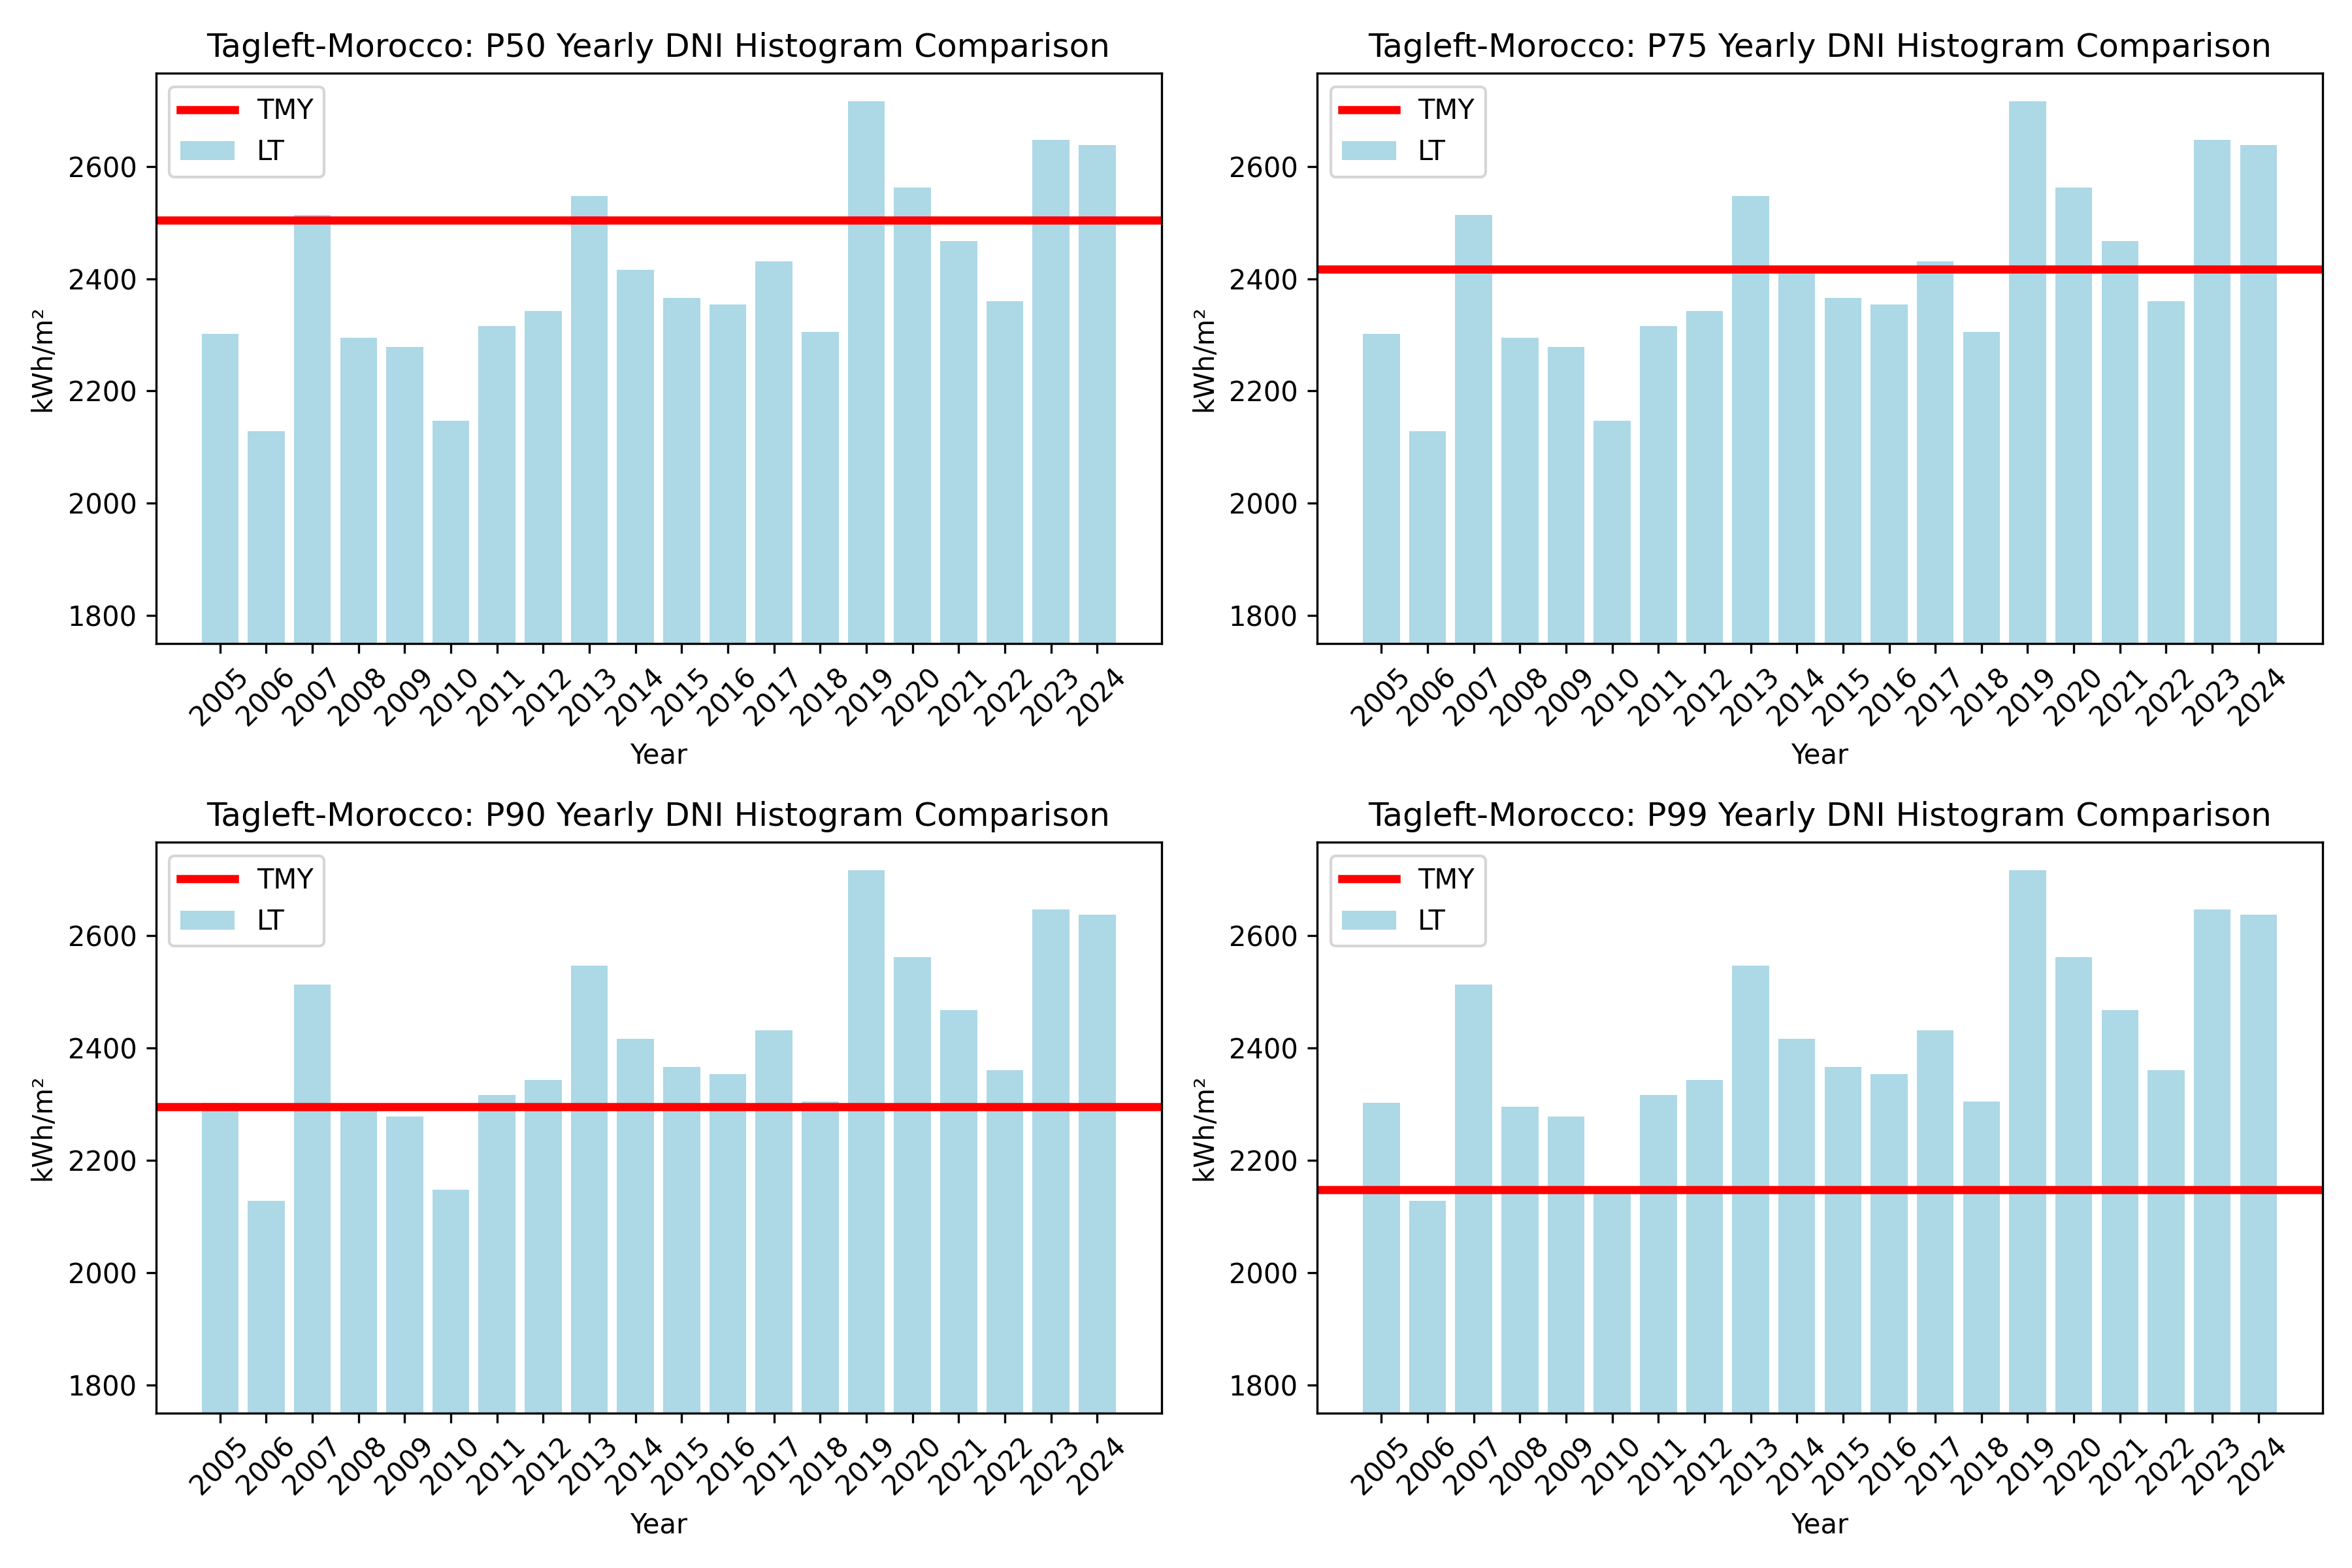 Tagleft-Morocco: P50 Yearly DNI Histogram Comparison
TMY
LT
2600
2400
2200
2000
1800
kWh/m²
2005 2006 2007 2008 2009 2010 2011 2012 2013 2014 2015 2016 2017 2018 2019 2020 2021 2022 2023 2024
Year
Tagleft-Morocco: P75 Yearly DNI Histogram Comparison
TMY
LT
2600
2400
2200
2000
1800
kWh/m²
2005 2006 2007 2008 2009 2010 2011 2012 2013 2014 2015 2016 2017 2018 2019 2020 2021 2022 2023 2024
Year
Tagleft-Morocco: P90 Yearly DNI Histogram Comparison
TMY
LT
2600
2400
2200
2000
1800
kWh/m²
2005 2006 2007 2008 2009 2010 2011 2012 2013 2014 2015 2016 2017 2018 2019 2020 2021 2022 2023 2024
Year
Tagleft-Morocco: P99 Yearly DNI Histogram Comparison
TMY
LT
2600
2400
2200
2000
1800
kWh/m²
2005 2006 2007 2008 2009 2010 2011 2012 2013 2014 2015 2016 2017 2018 2019 2020 2021 2022 2023 2024
Year